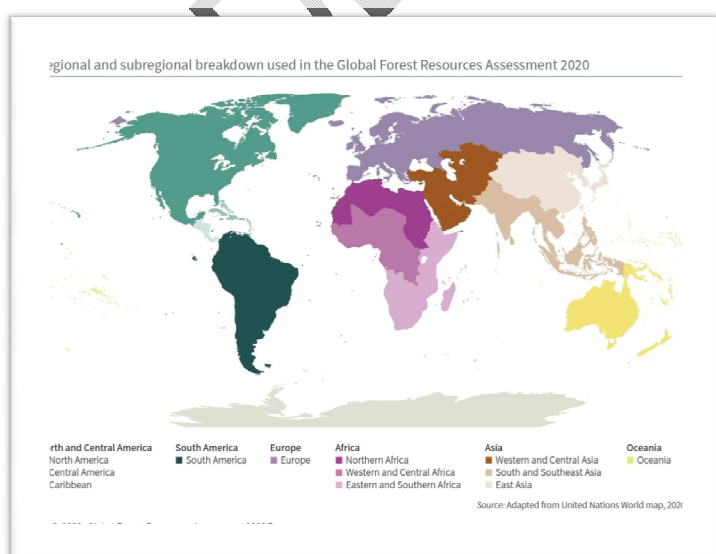 egional and subregional breakdown used in the Global Forest Resources Assessment 2020
rth and Central America
North America
Central America
Caribbean
South America
South America
Europe
Europe
Africa
Northern Africa
Western and Central Africa
Eastern and Southern Africa
Asia
Western and Central Asia
South and Southeast Asia
East Asia
Oceania
Oceania
Source: Adapted from United Nations World map, 202